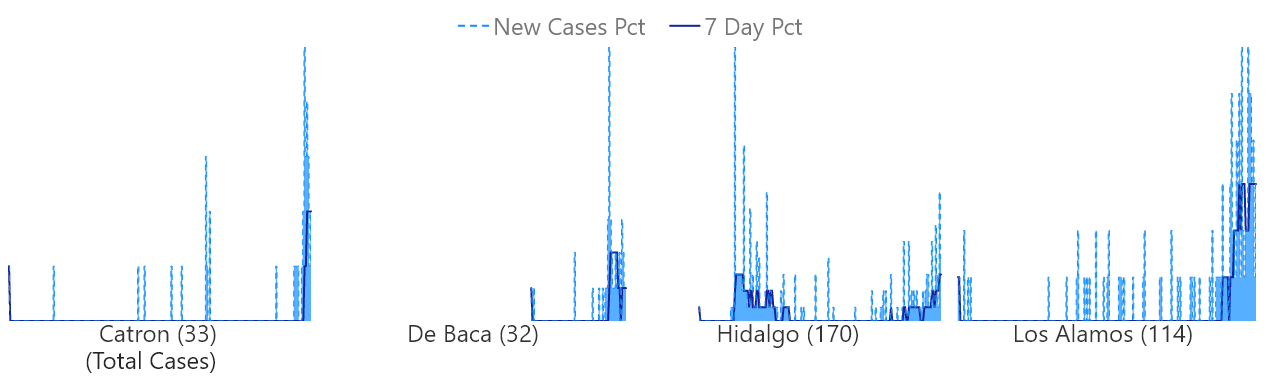 New Cases Pct 7 Day Pct
Catron (33) De Baca (32) Hidalgo (170) Los Alamos (114)
(Total Cases)